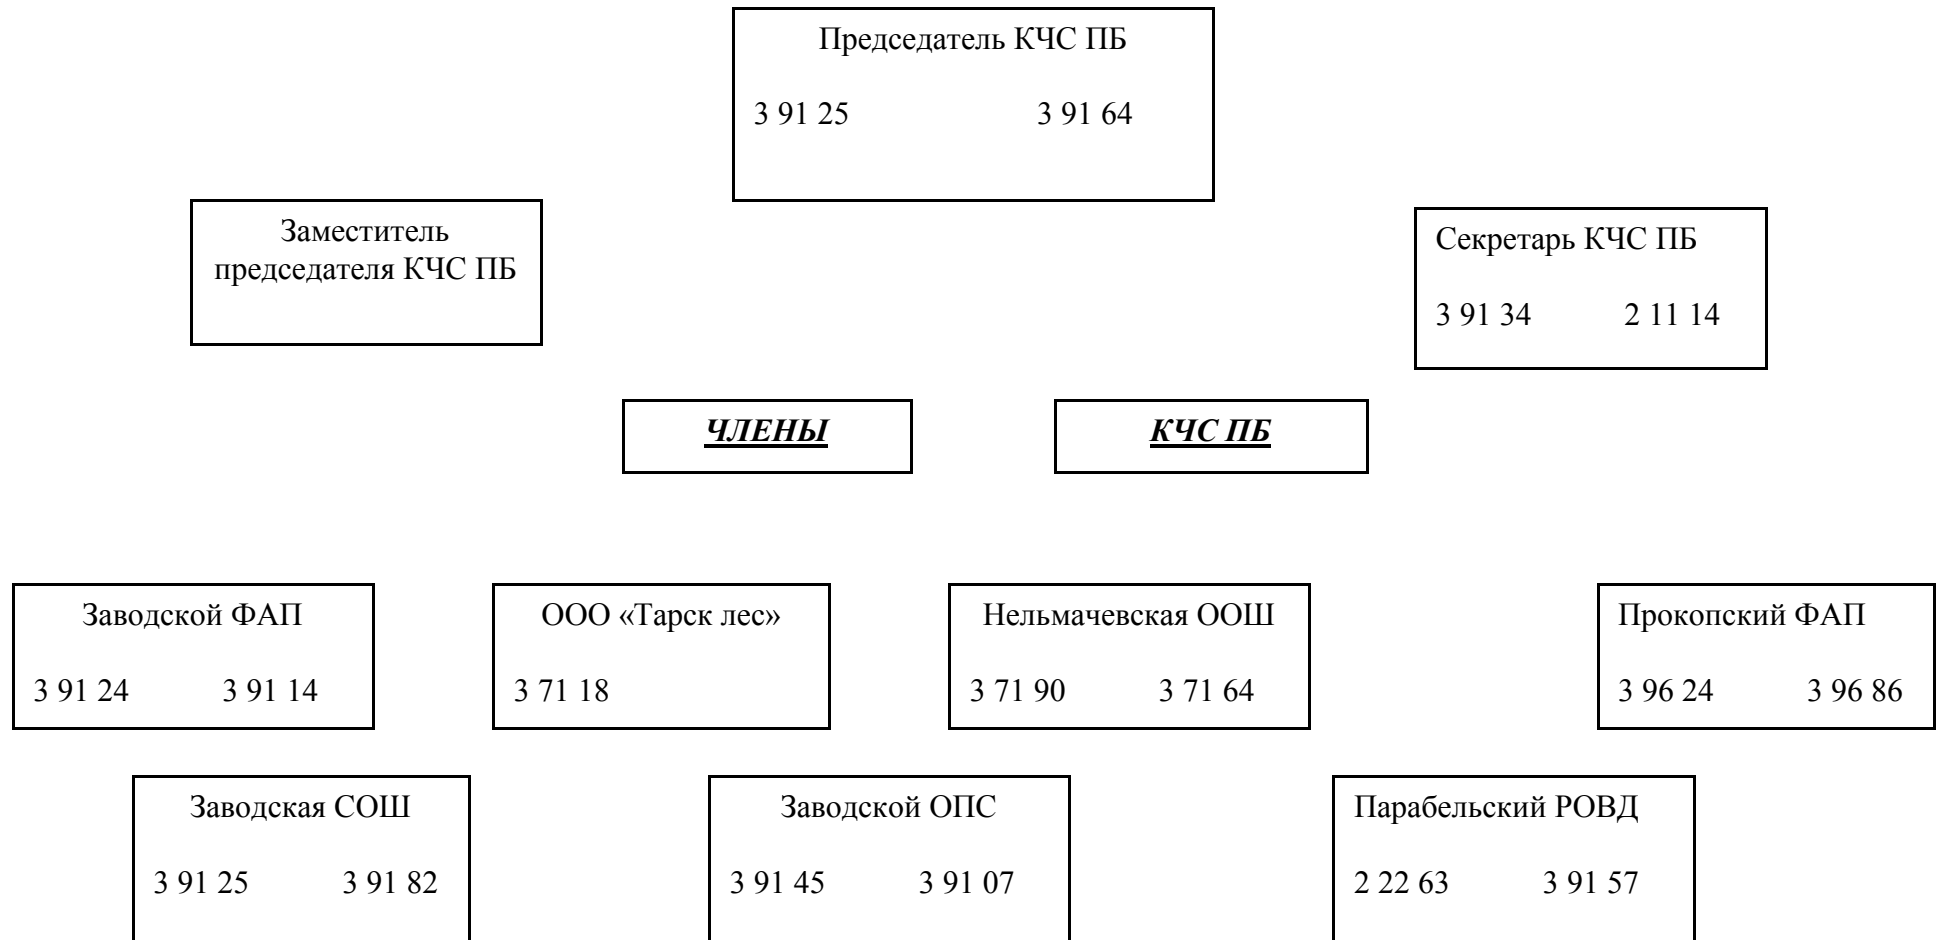 Председатель КЧС ПБ
3 91 25 3 91 64
Заместитель
председателя КЧС ПБ
Секретарь КЧС ПБ
3 91 34 2 11 14
ЧЛЕНЫ
КЧС ПБ
Заводской ФАП
3 91 24 3 91 14
ООО «Тарск лес»
3 71 18
Нельмачевская ООШ
3 71 90 3 71 64
Прокопский ФАП
3 96 24 3 96 86
Заводская СОШ
3 91 25 3 91 82
Заводской ОПС
3 91 45 3 91 07
Парабельский РОВД
2 22 63 3 91 57